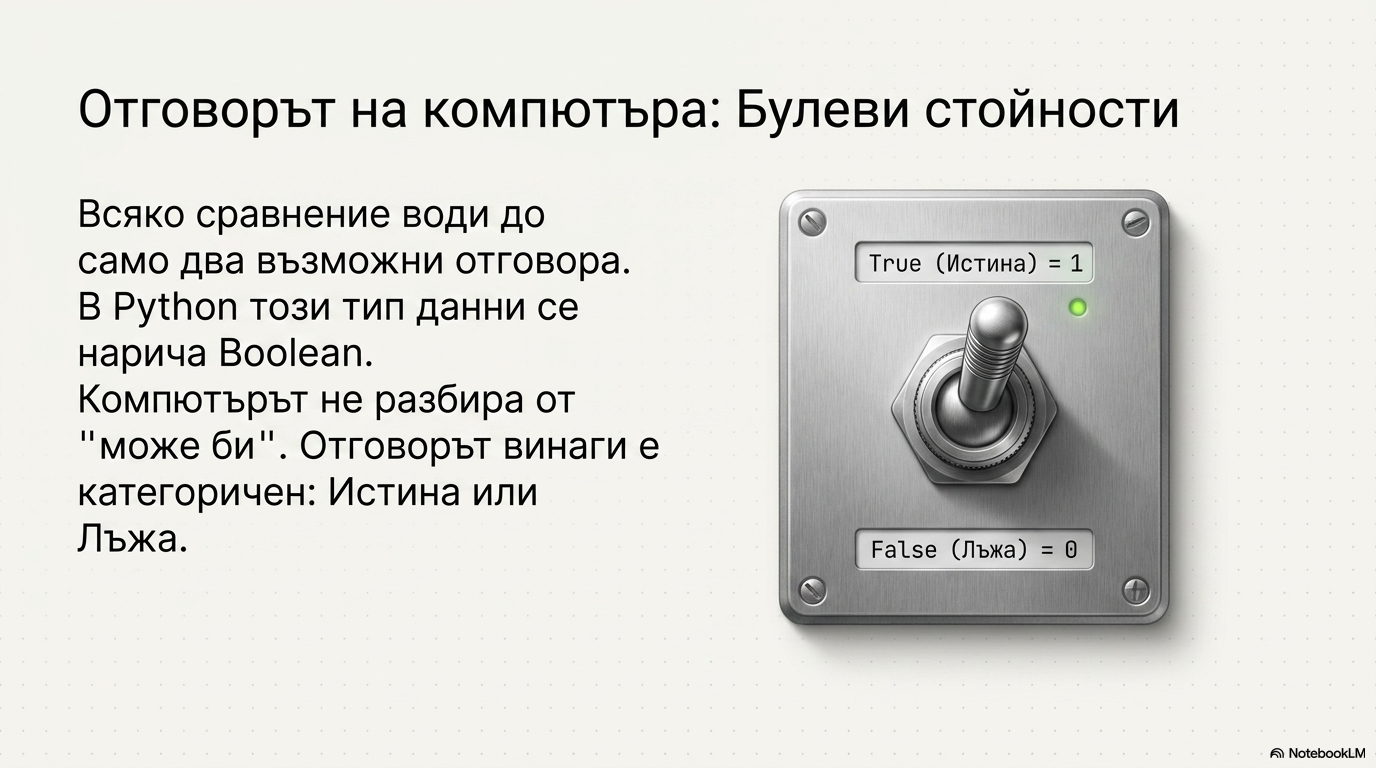 Отговорът на компютъра: Булеви стойности
Всяко сравнение води до
само два възможни отговора.
В Python този тип данни се
нарича Boolean.
Компютърът не разбира от
"може би". Отговорът винаги е
категоричен: Истина или
Лъжа.
True (Истина) = 1
False (Лъжа) = 0
NotebookLM